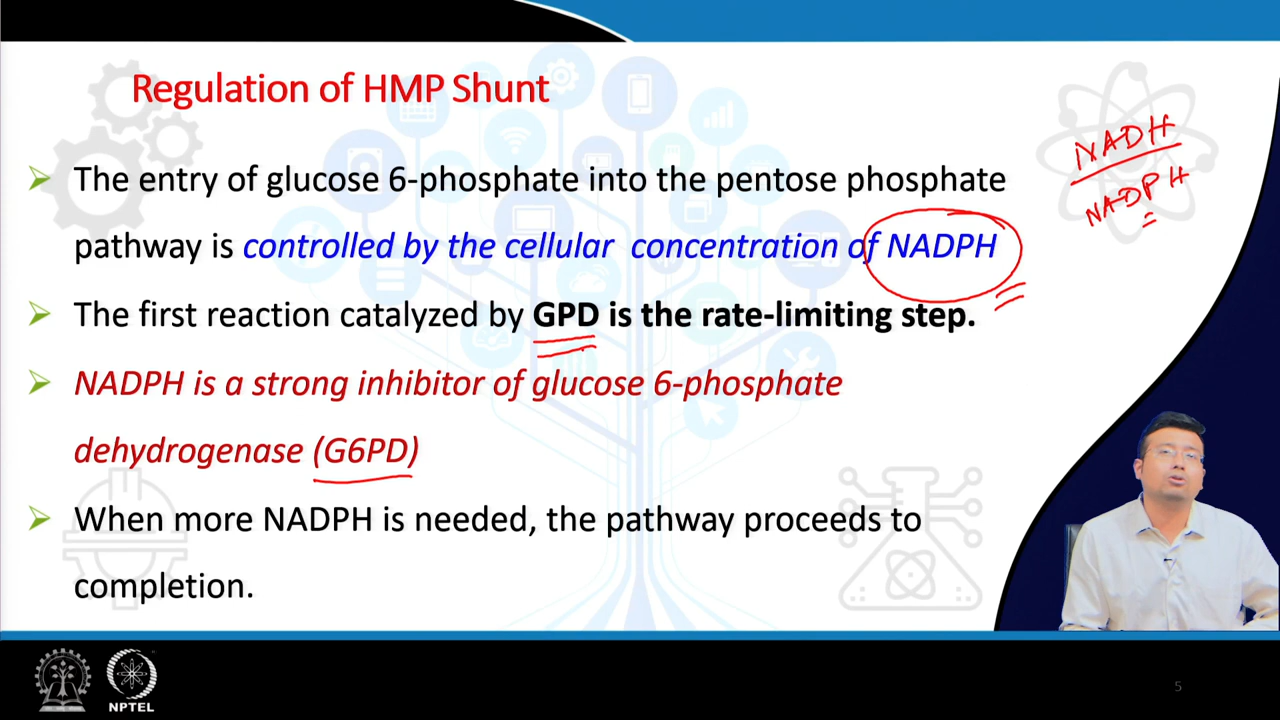 Regulation of HMP Shunt
The entry of glucose 6-phosphate into the pentose phosphate
pathway is controlled by the cellular concentration of NADPH
The first reaction catalyzed by GPD is the rate-limiting step.
NADPH is a strong inhibitor of glucose 6-phosphate
dehydrogenase (G6PD)
When more NADPH is needed, the pathway proceeds to
completion.
NADH
NADPH
NPTEL
5